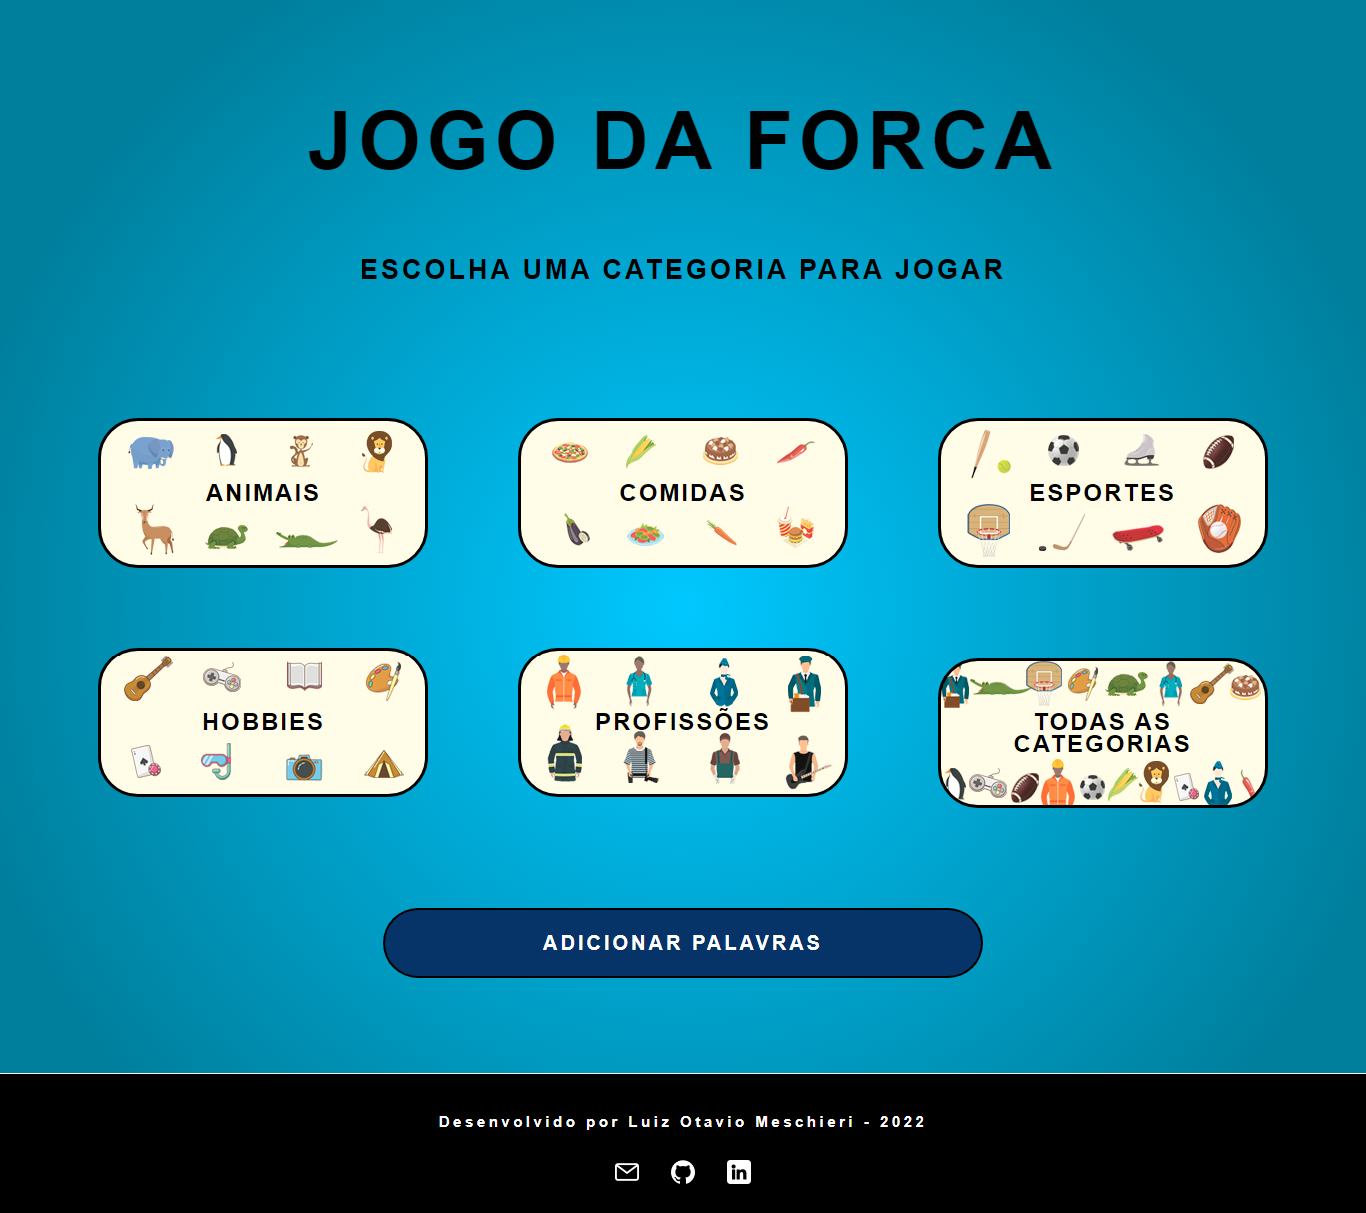 JOGO DA FORCA
ESCOLHA UMA CATEGORIA PARA JOGAR
ANIMAIS
COMIDAS
ESPORTES
HOBBIES
PROFISSÕES
TODAS AS
CATEGORIAS
ADICIONAR PALAVRAS
Desenvolvido por Luiz Otavio Meschieri - 2022
in